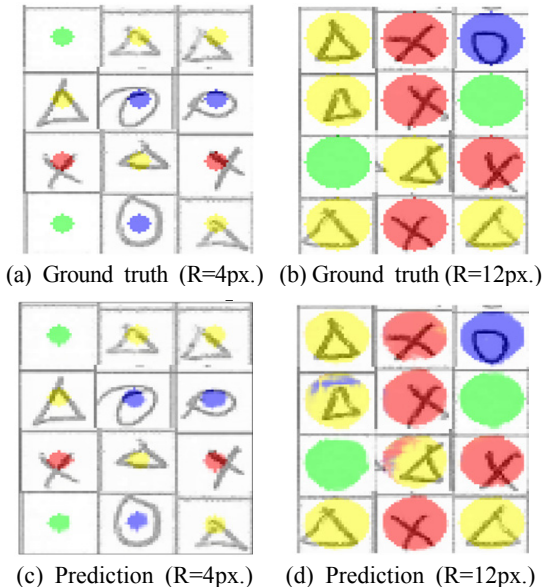 (a) Ground truth (R=4px.) (b) Ground truth (R=12px.)
(c) Prediction (R=4px.) (d) Prediction (R=12px.)